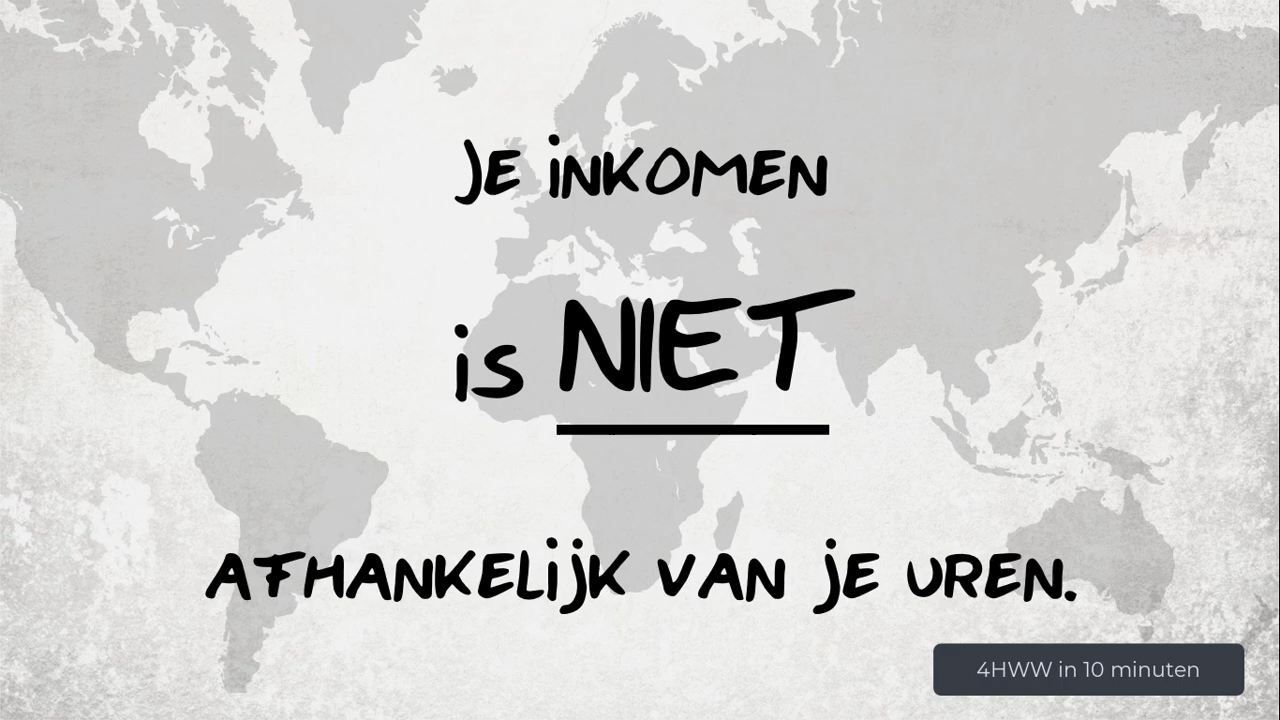 JE iNKOMEN
is NIET
AFHANKELijK VAN jE UREN.
4HWW in 10 minuten